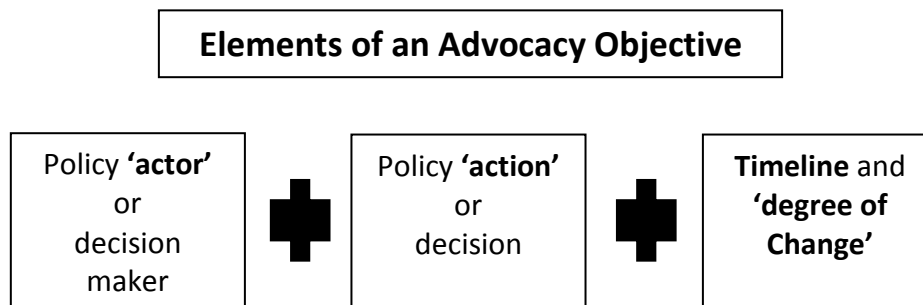 Elements of an Advocacy Objective
Policy ‘actor’
or
decision
maker
Policy ‘action’
or
decision
Timeline and
‘degree of
Change’